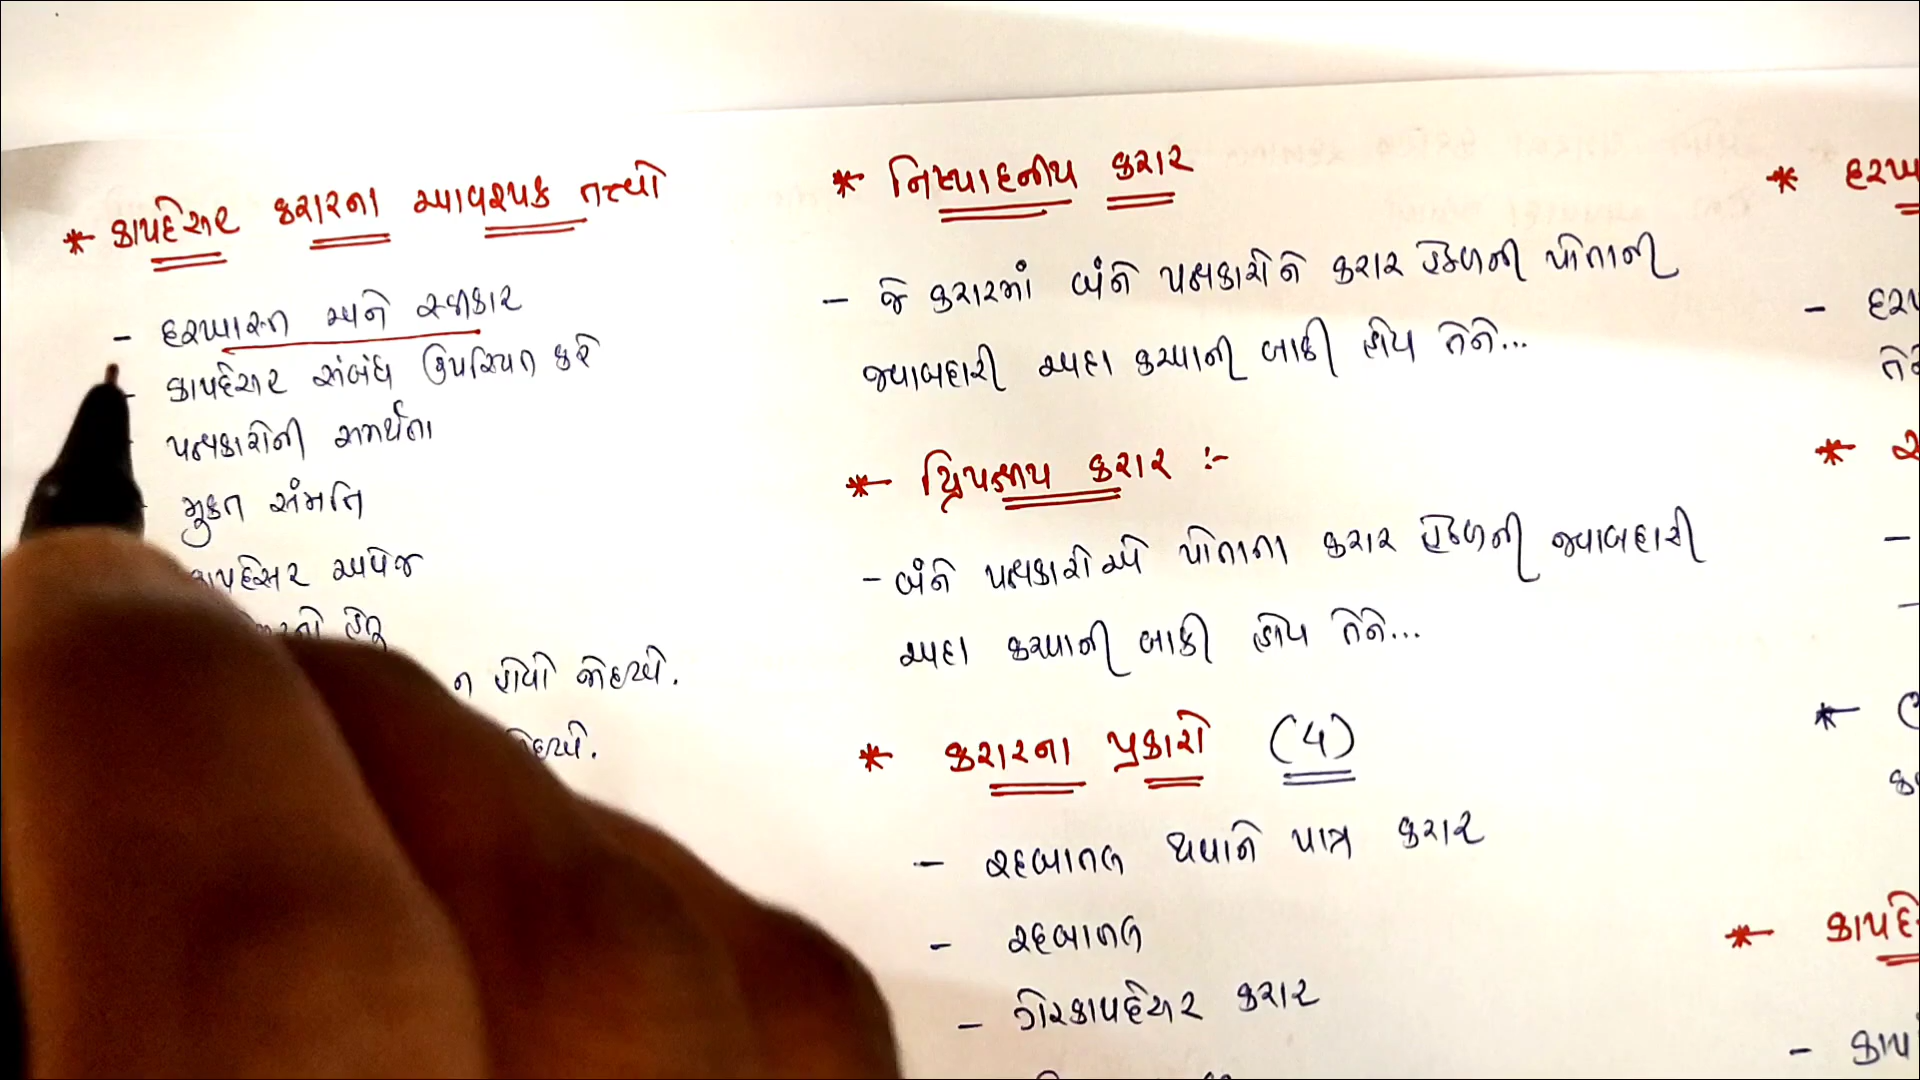 * કાયદેસર કરારના આવશ્યક તત્વો
- દરખાસ્ત અને સ્વીકાર
- કાયદેસર સંબંધ ઉપસ્થિત કરે
પક્ષકારોની સમર્થતા
મુક્ત સંમતિ
કાયદેસર અવેજ
હેતુ
ન હોવો જોઇએ.
જોઇએ.
* નિષ્પાદનીય કરાર
- જે કરારમાં બંને પક્ષકારોને કરાર હેઠળની પોતાની
જવાબદારી અદા કરવાની બાકી હોય તેને...
* દ્વિપક્ષીય કરાર :-
- બંને પક્ષકારોએ પોતાના કરાર હેઠળની જવાબદારી
અદા કરવાની બાકી હોય તેને...
* કરારના પ્રકારો (4)
- રદબાતલ થવાને પાત્ર કરાર
- રદબાતલ
- ગેરકાયદેસર કરાર
* દરખા
- દર
*
*
* કાયદે
- કાય